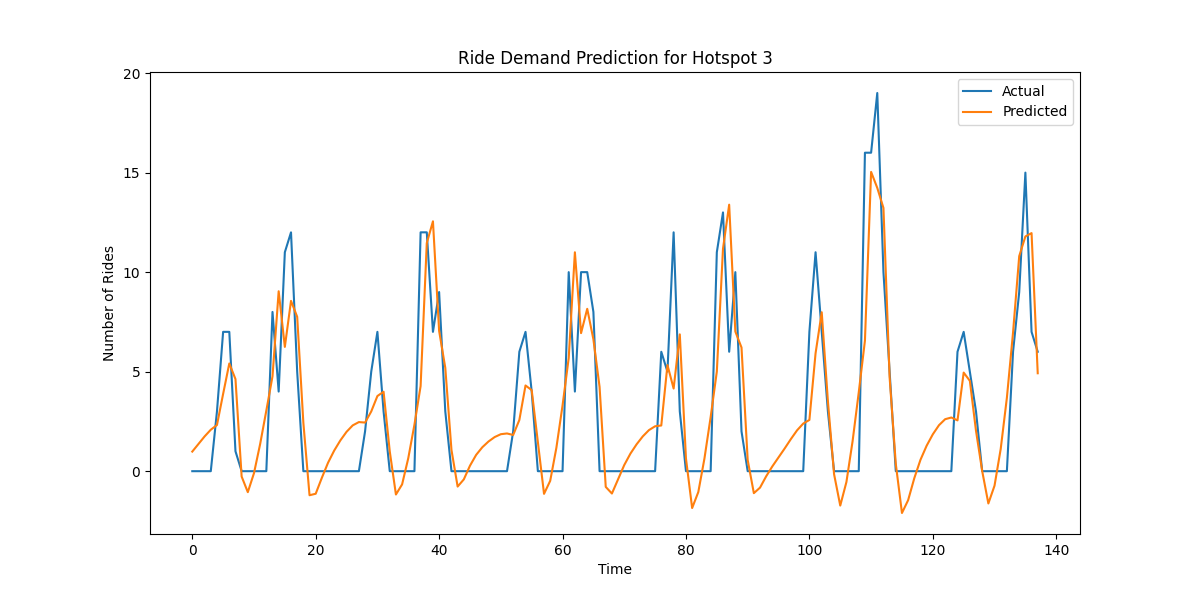 Ride Demand Prediction for Hotspot 3
Actual
Predicted
Number of Rides
20
15
10
5
0
0 20 40 60 80 100 120 140
Time